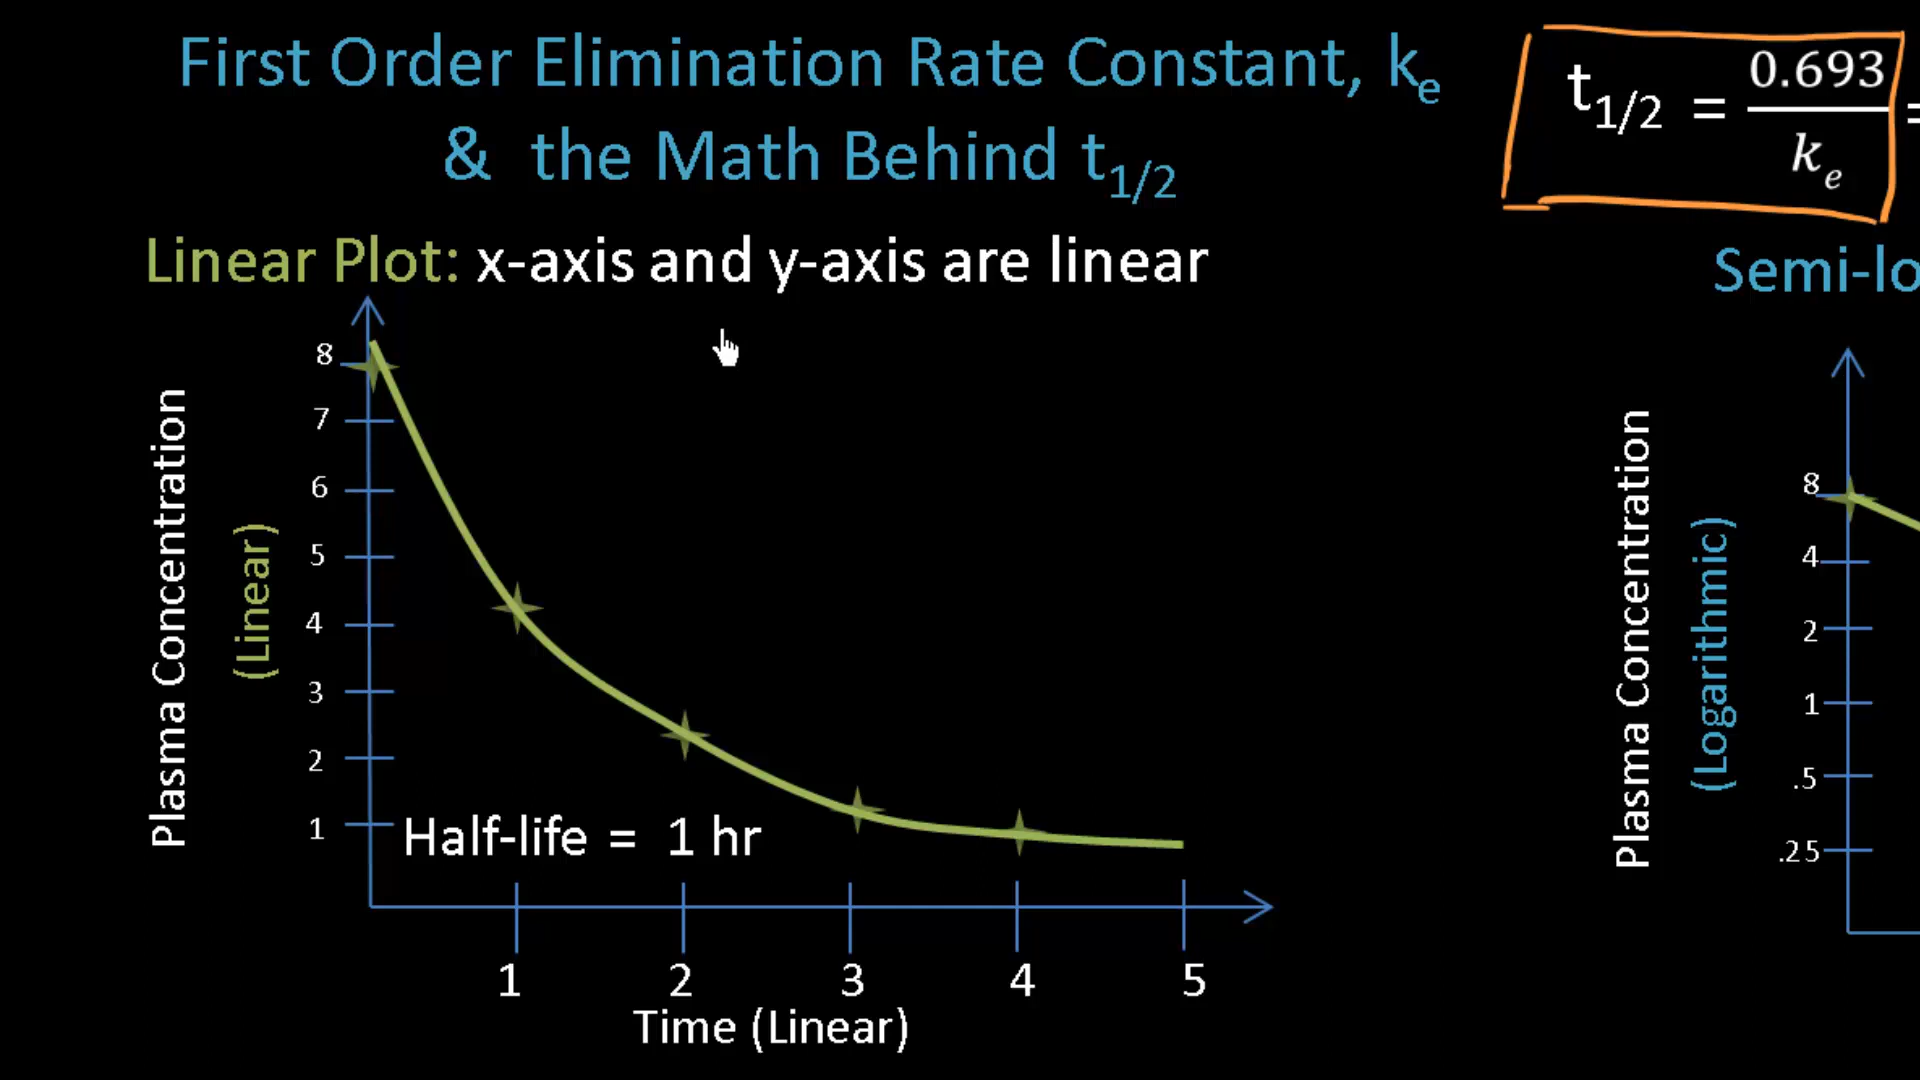 First Order Elimination Rate Constant, kₑ
& the Math Behind t1/2
t1/2 = 0.693/kₑ =
Linear Plot: x-axis and y-axis are linear
Plasma Concentration
(Linear)
8
7
6
5
4
3
2
1
Half-life = 1 hr
1 2 3 4 5
Time (Linear)
Semi-lo
Plasma Concentration
(Logarithmic)
8
4
2
1
.5
.25